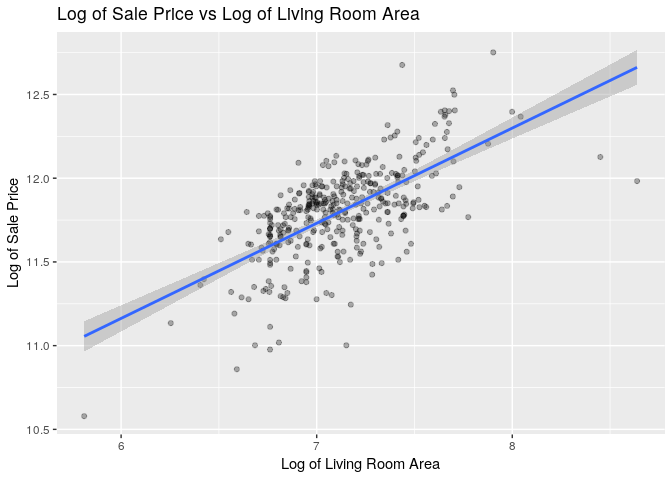 Log of Sale Price vs Log of Living Room Area
Log of Sale Price
12.5
12.0
11.5
11.0
10.5
6 7 8
Log of Living Room Area